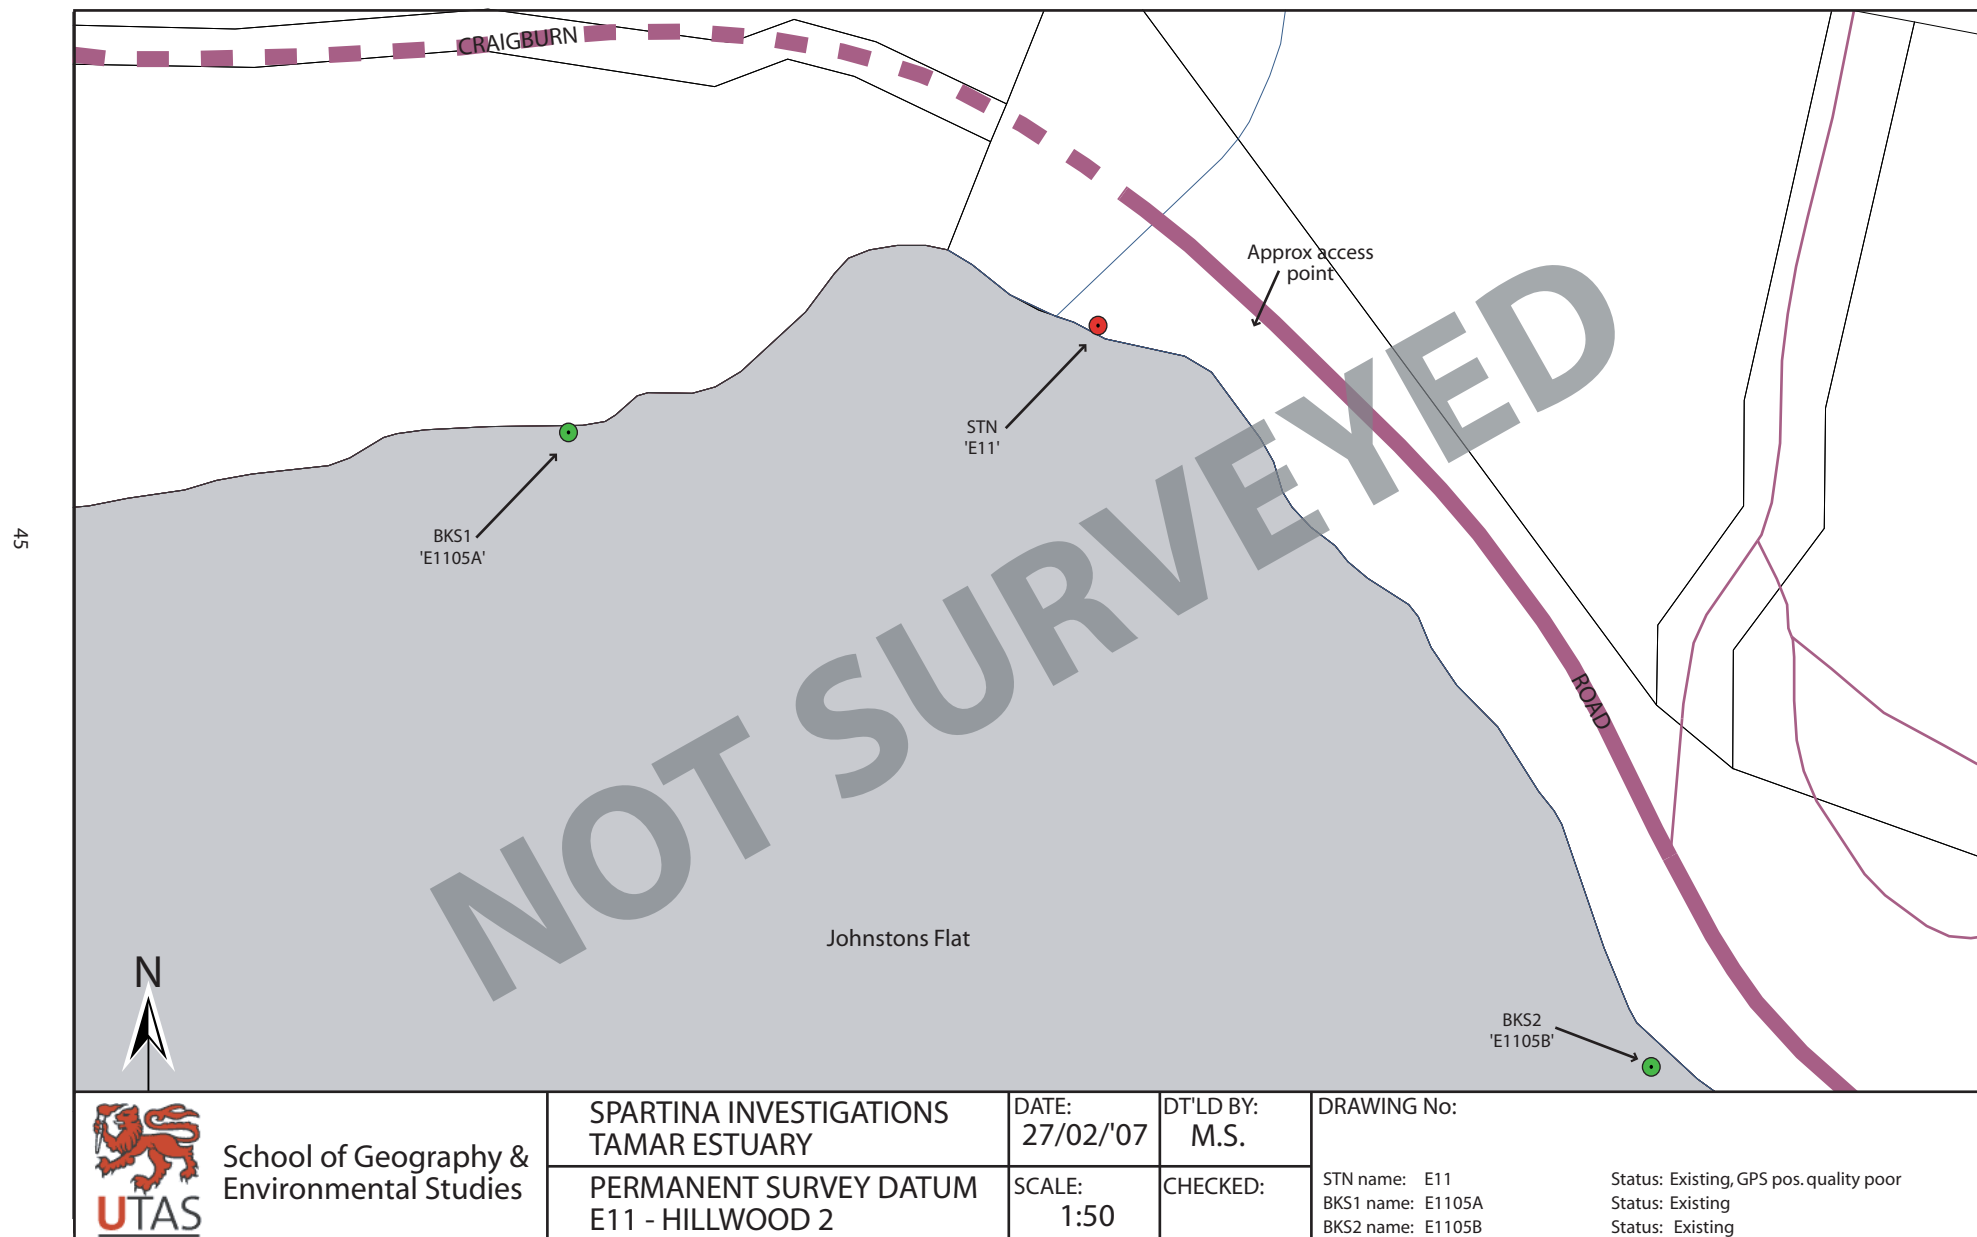 CRAIGBURN
Approx access
point
STN
'E11'
BKS1
'E1105A'
NOT SURVEYED
ROAD
45
Johnstons Flat
N
BKS2
'E1105B'
UTAS
School of Geography &
Environmental Studies
SPARTINA INVESTIGATIONS
TAMAR ESTUARY
PERMANENT SURVEY DATUM
E11 - HILLWOOD 2
DATE:
27/02/'07
SCALE:
1:50
DT'LD BY:
M.S.
CHECKED:
DRAWING No:
STN name: E11 Status: Existing, GPS pos. quality poor
BKS1 name: E1105A Status: Existing
BKS2 name: E1105B Status: Existing